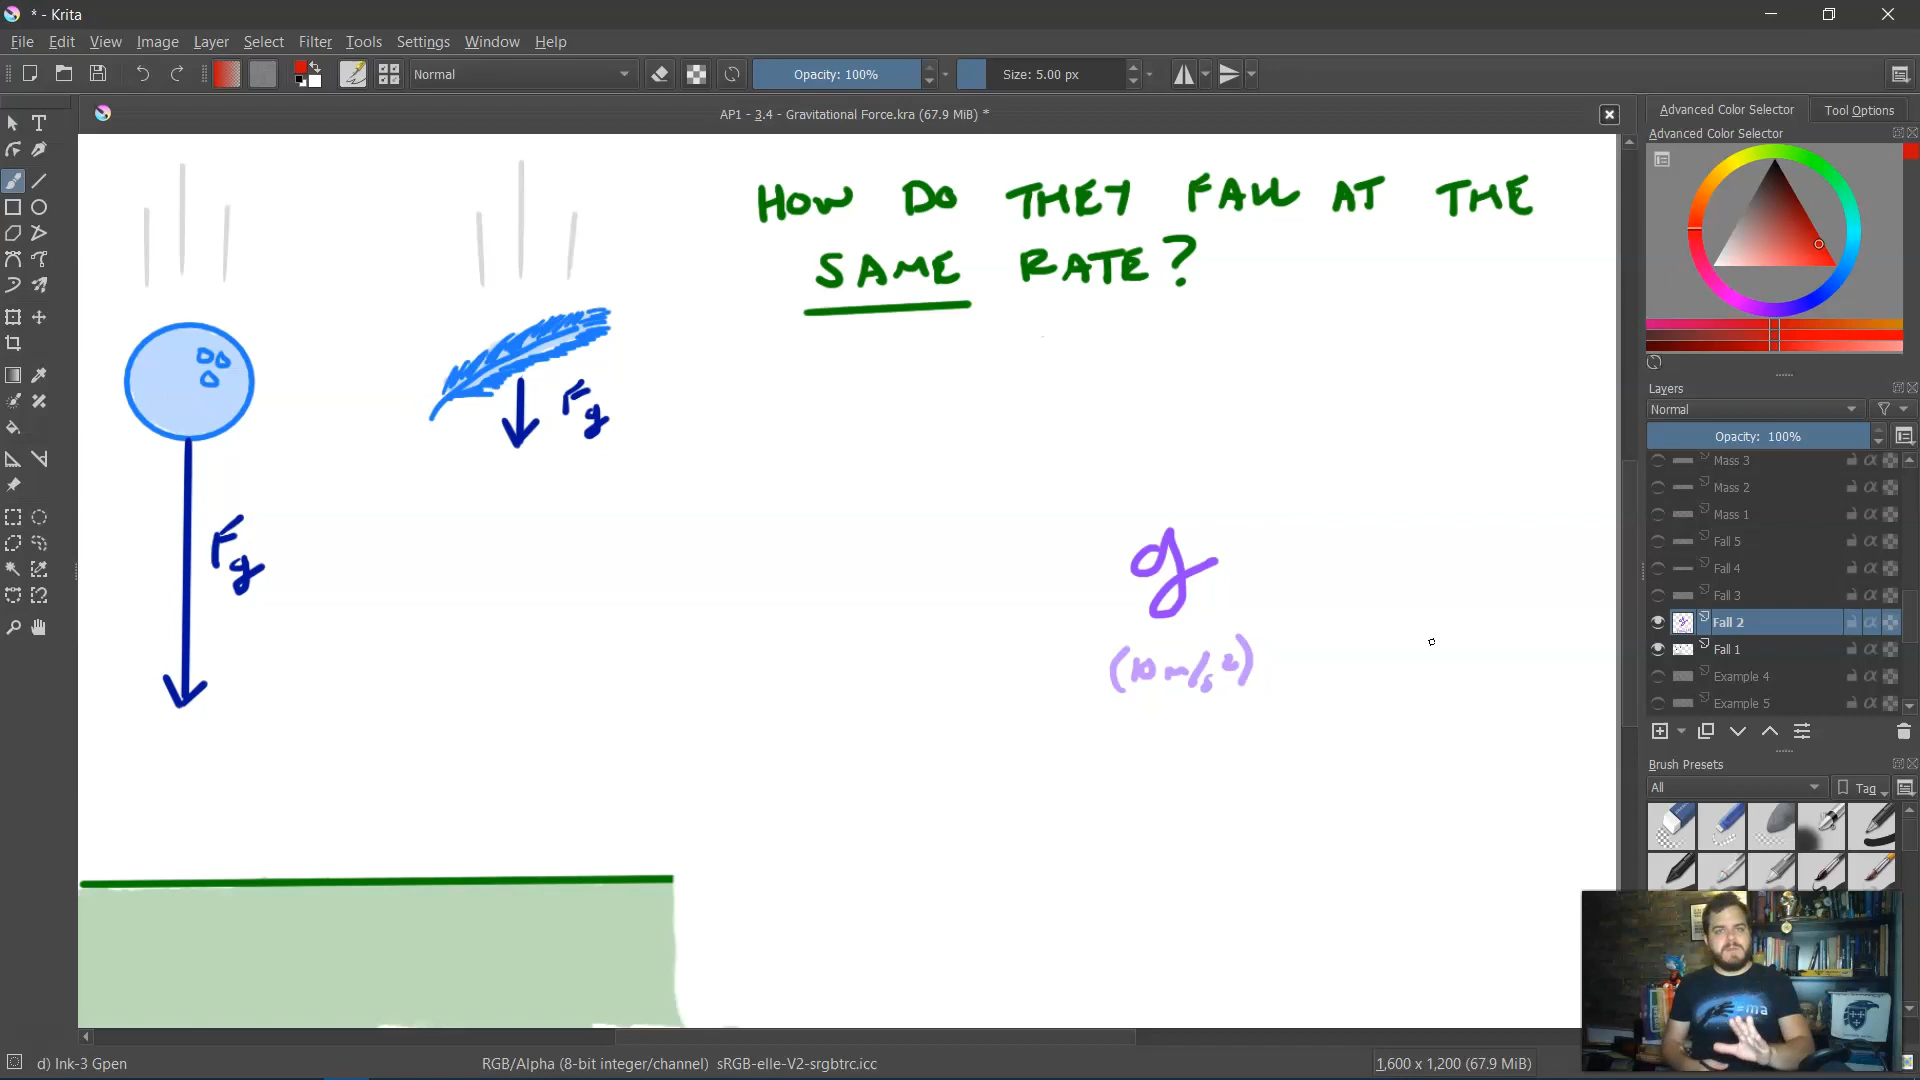 * - Krita
File Edit View Image Layer Select Filter Tools Settings Window Help
Normal
Opacity: 100%
Size: 5.00 px
AP1 - 3.4 - Gravitational Force.kra (67.9 MiB) *
HOW DO THEY FALL AT THE
SAME RATE?
Fg
Fg
g
(10 m/s²)
Advanced Color Selector
Tool Options
Advanced Color Selector
Layers
Normal
Opacity: 100%
Mass 3
Mass 2
Mass 1
Fall 5
Fall 4
Fall 3
Fall 2
Fall 1
Example 4
Example 5
Brush Presets
All
Tag
=ma
d) Ink-3 Gpen
RGB/Alpha (8-bit integer/channel) sRGB-elle-V2-srgbtrc.icc
1,600 x 1,200 (67.9 MiB)